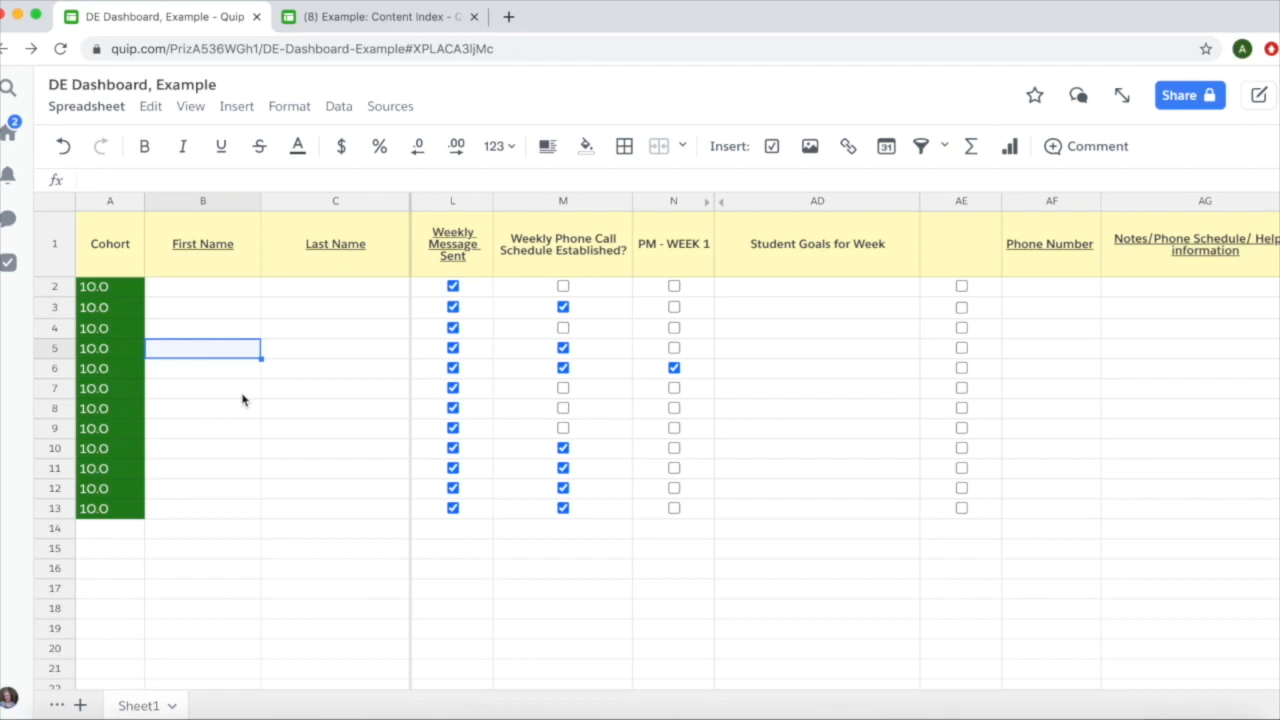 DE Dashboard, Example - Quip
(8) Example: Content Index - Q
quip.com/PrizA536WGh1/DE-Dashboard-Example#XPLACA3ljMc
A
DE Dashboard, Example
Spreadsheet Edit View Insert Format Data Sources
Share
2
B I U S A $ % .0 .00 123 Insert: 31 Σ Comment
fx
A B C L M N AD AE AF AG
1 Cohort First Name Last Name Weekly Message Sent Weekly Phone Call Schedule Established? PM - WEEK 1 Student Goals for Week Phone Number Notes/Phone Schedule/ Help information
2 10.0
3 10.0
4 10.0
5 10.0
6 10.0
7 10.0
8 10.0
9 10.0
10 10.0
11 10.0
12 10.0
13 10.0
14
15
16
17
18
19
20
21
22
Sheet1